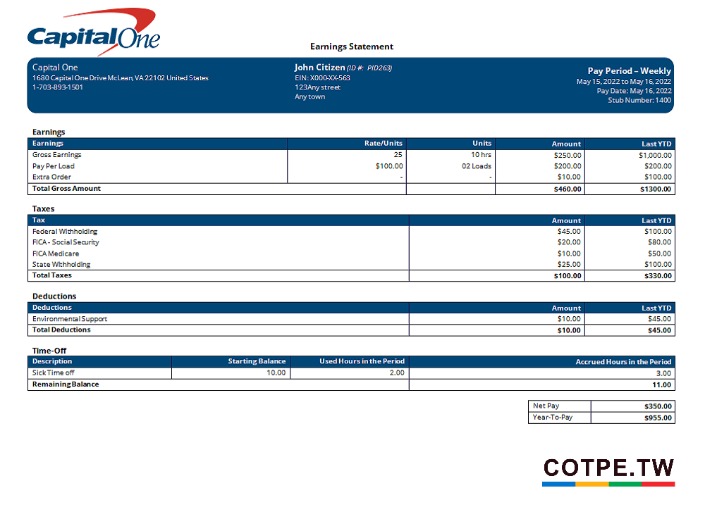 Capital One
Earnings Statement
Capital One
1680 Capital One Drive McLean, VA 22102 United States
1-703-893-1501
John Citizen (ID #: PID263)
EIN: X000-XX-563
123Any street
Any town
Pay Period – Weekly
May 15, 2022 to May 16, 2022
Pay Date: May 16, 2022
Stub Number: 1400
Earnings
Earnings Rate/Units Units Amount Last YTD
Gross Earnings 25 10 hrs $250.00 $1,000.00
Pay Per Load $100.00 02 Loads $200.00 $200.00
Extra Order - - $10.00 $100.00
Total Gross Amount $460.00 $1300.00
Taxes
Tax Amount Last YTD
Federal Withholding $45.00 $100.00
FICA - Social Security $20.00 $80.00
FICA Medicare $10.00 $50.00
State Withholding $25.00 $100.00
Total Taxes $100.00 $330.00
Deductions
Deductions Amount Last YTD
Environmental Support $10.00 $45.00
Total Deductions $10.00 $45.00
Time-Off
Description Starting Balance Used Hours in the Period Accrued Hours in the Period
Sick Time off 10.00 2.00 3.00
Remaining Balance 11.00
Net Pay $350.00
Year-To-Pay $955.00
COTPE.TW